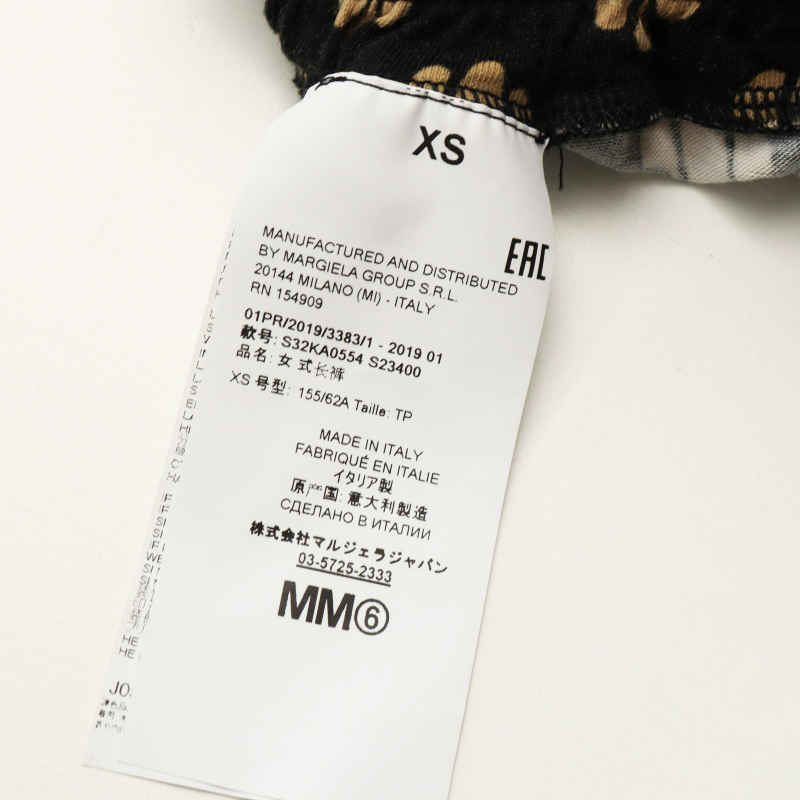 XS
EAC
MANUFACTURED AND DISTRIBUTED
BY MARGIELA GROUP S.R.L.
20144 MILANO (MI) - ITALY
RN 154909
01PR/2019/3383/1 - 2019 01
款号: S32KA0554 S23400
品名: 女 式长裤
XS 号型: 155/62A Taille: TP
MADE IN ITALY
FABRIQUÉ EN ITALIE
イタリア製
原产国: 意大利製造
СДЕЛАНО В ИТАЛИИ
株式会社マルジェラジャパン
03-5725-2333
MM⑥